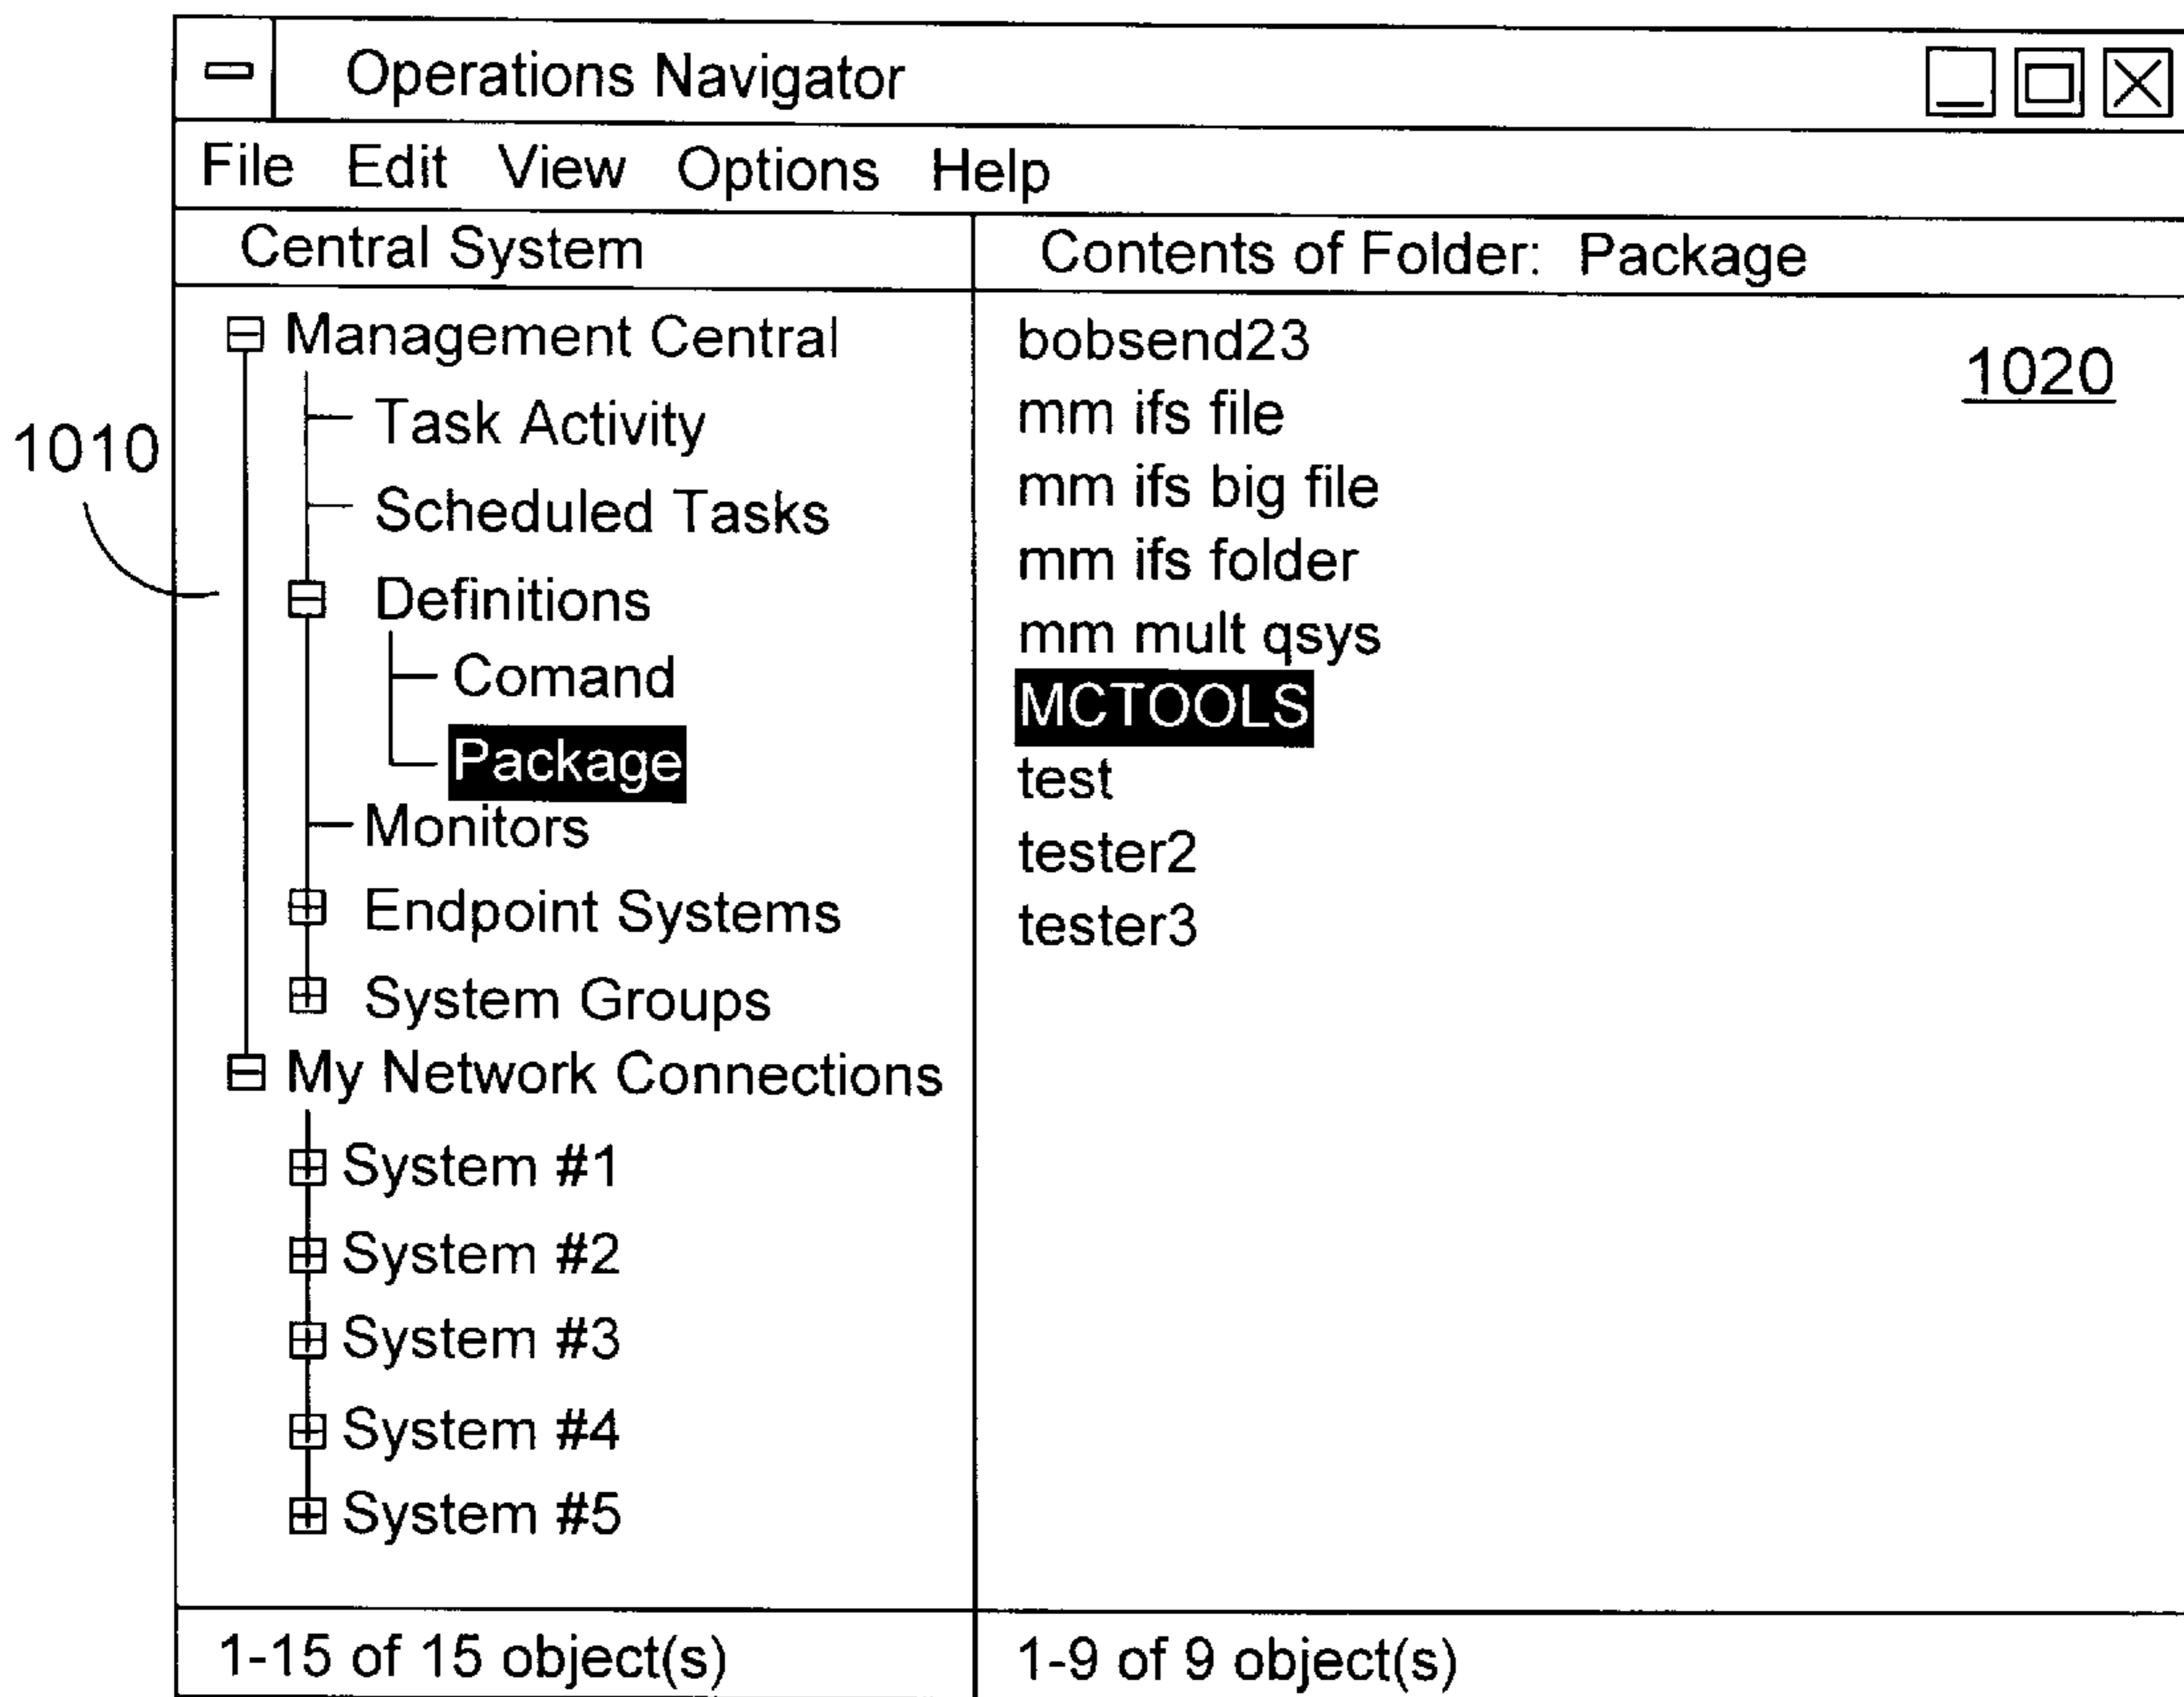 Operations Navigator
File Edit View Options Help
Central System
Contents of Folder: Package
Management Central
Task Activity
Scheduled Tasks
Definitions
Comand
Package
Monitors
Endpoint Systems
System Groups
My Network Connections
System #1
System #2
System #3
System #4
System #5
1-15 of 15 object(s)
1010
bobsend23
mm ifs file
mm ifs big file
mm ifs folder
mm mult qsys
MCTOOLS
test
tester2
tester3
1020
1-9 of 9 object(s)